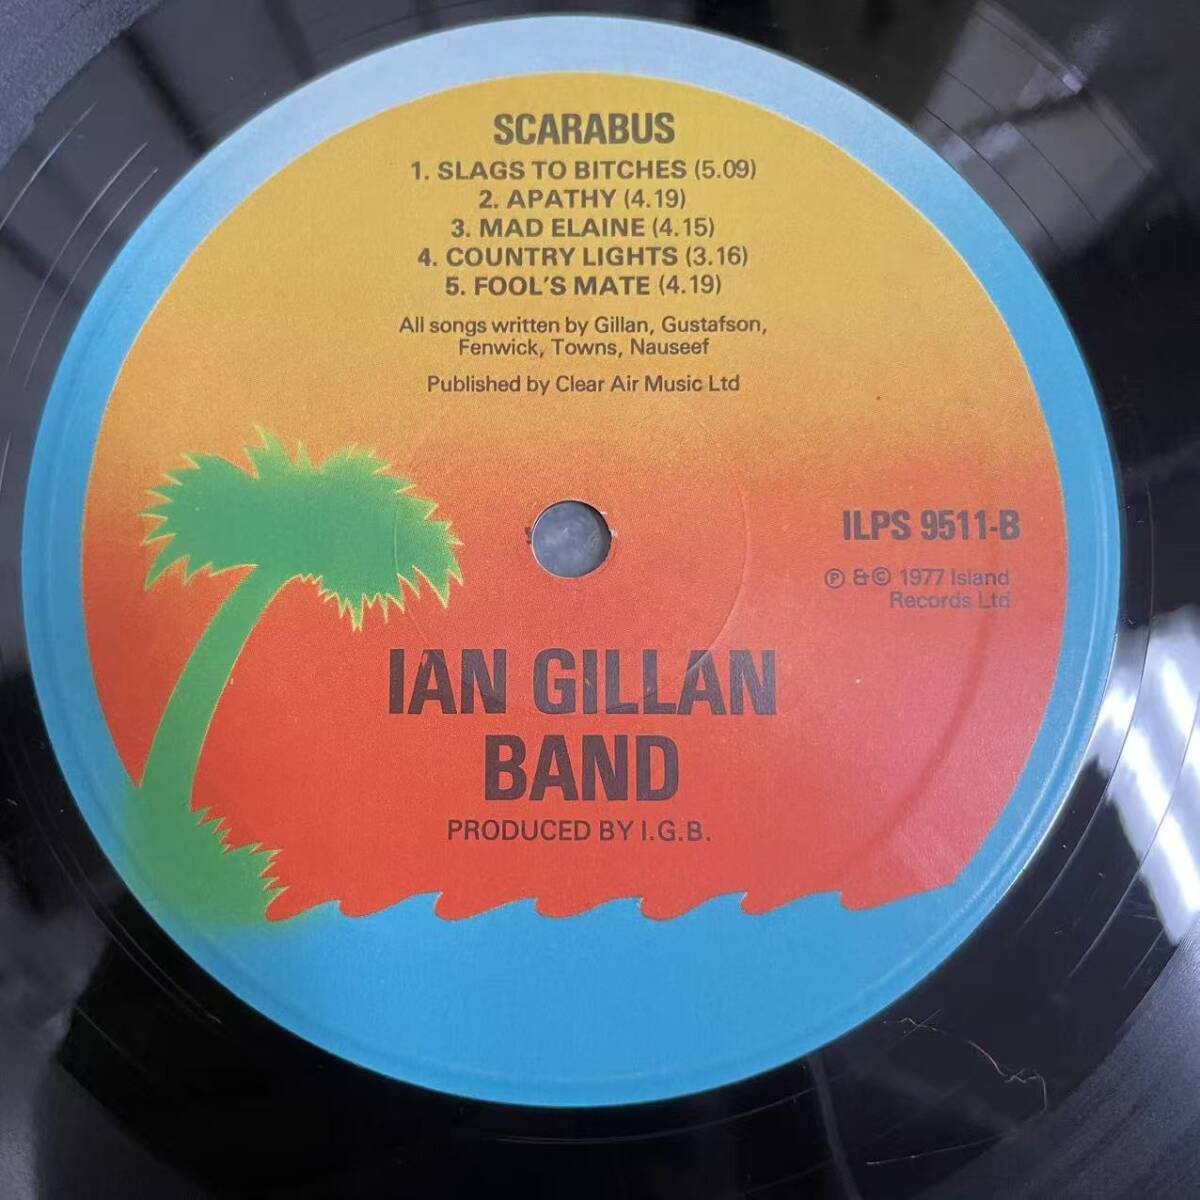 SCARABUS
1. SLAGS TO BITCHES (5.09)
2. APATHY (4.19)
3. MAD ELAINE (4.15)
4. COUNTRY LIGHTS (3.16)
5. FOOL'S MATE (4.19)
All songs written by Gillan, Gustafson,
Fenwick, Towns, Nauseef
Published by Clear Air Music Ltd
ILPS 9511-B
℗ & © 1977 Island
Records Ltd
IAN GILLAN
BAND
PRODUCED BY I.G.B.